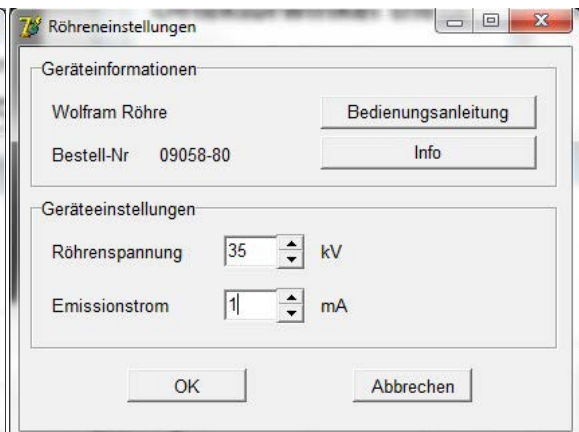 Röhreneinstellungen
Geräteinformationen
Wolfram Röhre
Bedienungsanleitung
Bestell-Nr 09058-80
Info
Geräteeinstellungen
Röhrenspannung 35 kV
Emissionstrom 1 mA
OK Abbrechen